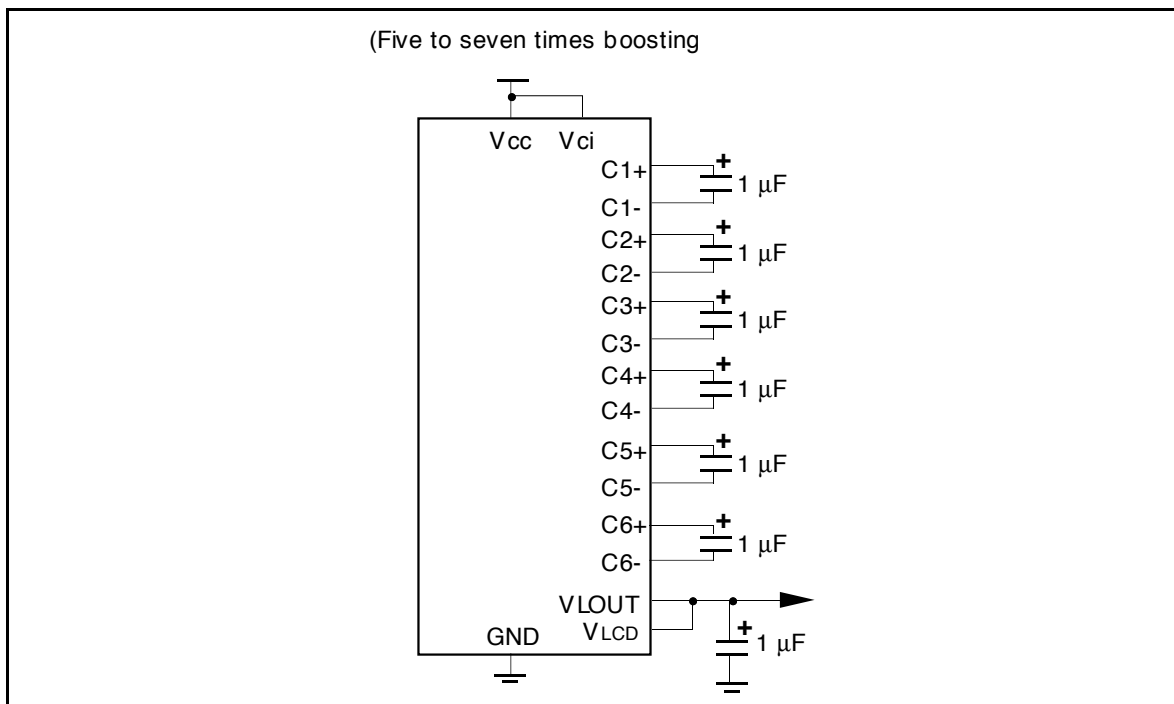 (Five to seven times boosting
Vcc Vci
C1+
+
1 μF
C1-
C2+
+
1 μF
C2-
C3+
+
1 μF
C3-
C4+
+
1 μF
C4-
C5+
+
1 μF
C5-
C6+
+
1 μF
C6-
VLOUT
VLCD
GND
+
1 μF